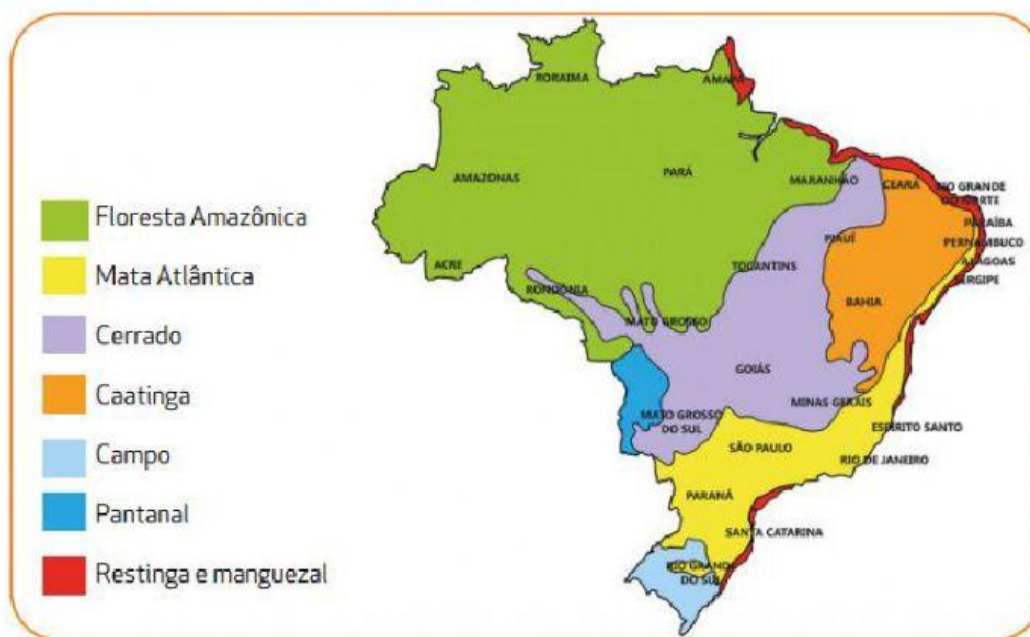 Floresta Amazônica
Mata Atlântica
Cerrado
Caatinga
Campo
Pantanal
Restinga e manguezal
RORAIMA
AMAPÁ
AMAZONAS
PARÁ
MARANHÃO
CEARÁ
RIO GRANDE
DO NORTE
PARAÍBA
PIAUÉ
PERNAMBUCO
ALAGOAS
SERGIPE
ACRE
RONDÔNIA
TOCANTINS
BAHIA
MATO GROSSO
GOIÁS
MINAS GERAIS
MATO GROSSO
DO SUL
ESPÍRITO SANTO
SÃO PAULO
RIO DE JANEIRO
PARANÁ
SANTA CATARINA
RIO GRANDE
DO SUL